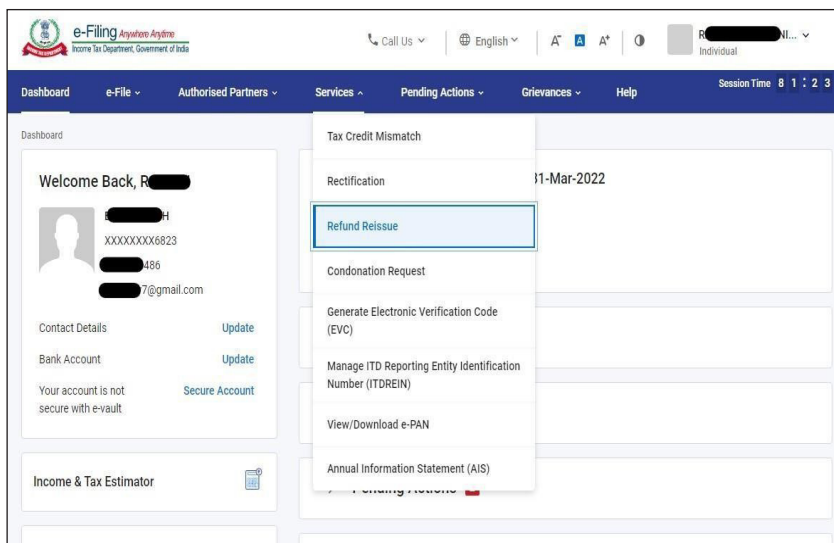 e-Filing Anywhere Anytime
Income Tax Department, Government of India
Call Us
English
A-
A
A+
R NI...
Individual
Dashboard e-File Authorised Partners Services Pending Actions Grievances Help
Session Time 8 1 : 2 3
Dashboard
Welcome Back, R
H
XXXXXXXX6823
486
7@gmail.com
Contact Details Update
Bank Account Update
Your account is not
secure with e-vault
Secure Account
Income & Tax Estimator
Tax Credit Mismatch
Rectification
31-Mar-2022
Refund Reissue
Condonation Request
Generate Electronic Verification Code
(EVC)
Manage ITD Reporting Entity Identification
Number (ITDREIN)
View/Download e-PAN
Annual Information Statement (AIS)
Pending Actions